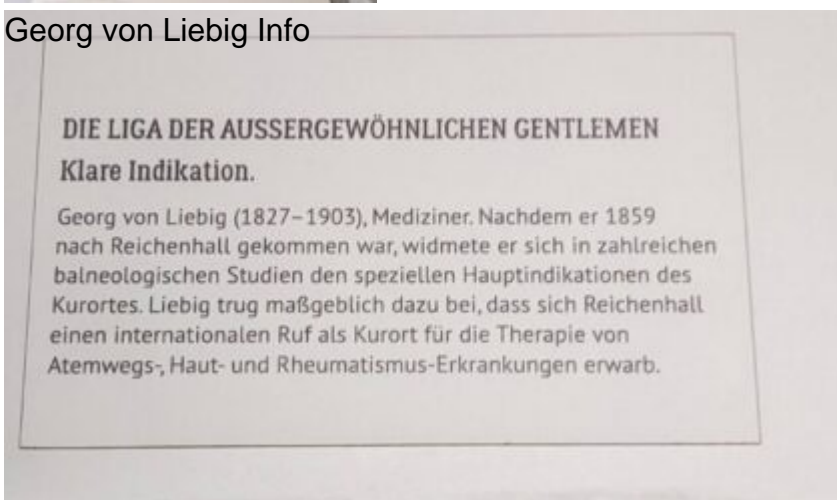 Georg von Liebig Info
DIE LIGA DER AUSSERGEWÖHNLICHEN GENTLEMEN
Klare Indikation.
Georg von Liebig (1827–1903), Mediziner. Nachdem er 1859
nach Reichenhall gekommen war, widmete er sich in zahlreichen
balneologischen Studien den speziellen Hauptindikationen des
Kurortes. Liebig trug maßgeblich dazu bei, dass sich Reichenhall
einen internationalen Ruf als Kurort für die Therapie von
Atemwegs-, Haut- und Rheumatismus-Erkrankungen erwarb.